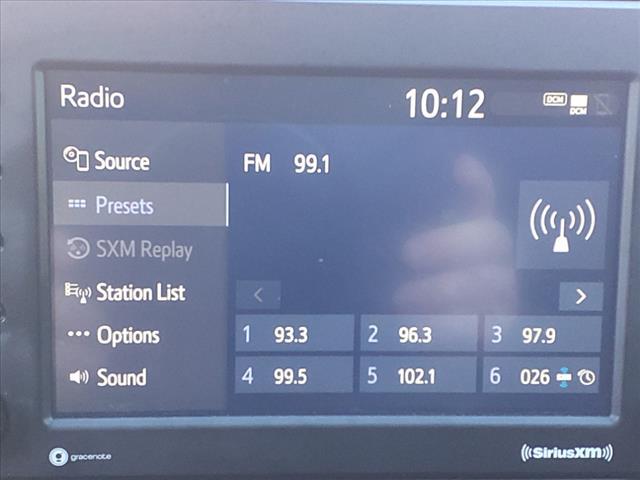 Radio 10:12 DCM DCM
Source
FM 99.1
Presets
SXM Replay
Station List
Options
Sound
1 93.3 2 96.3 3 97.9
4 99.5 5 102.1 6 026
gracenote
SiriusXM